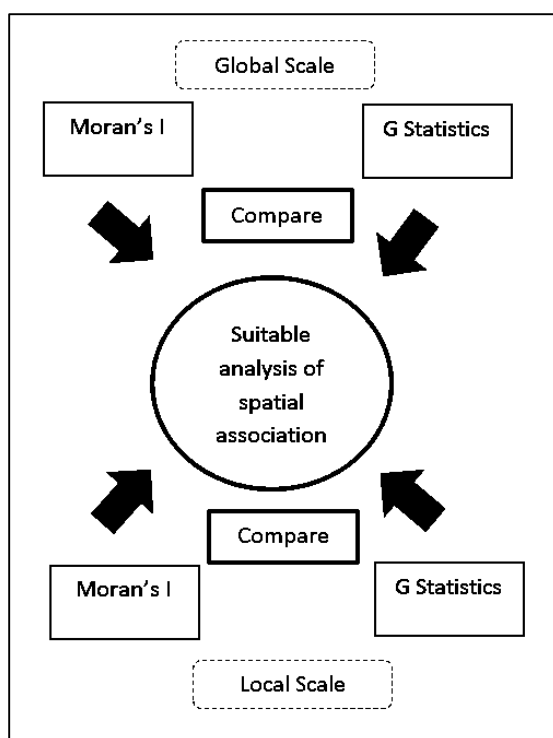 Global Scale
Moran's I
G Statistics
Compare
Suitable
analysis of
spatial
association
Compare
Moran's I
G Statistics
Local Scale